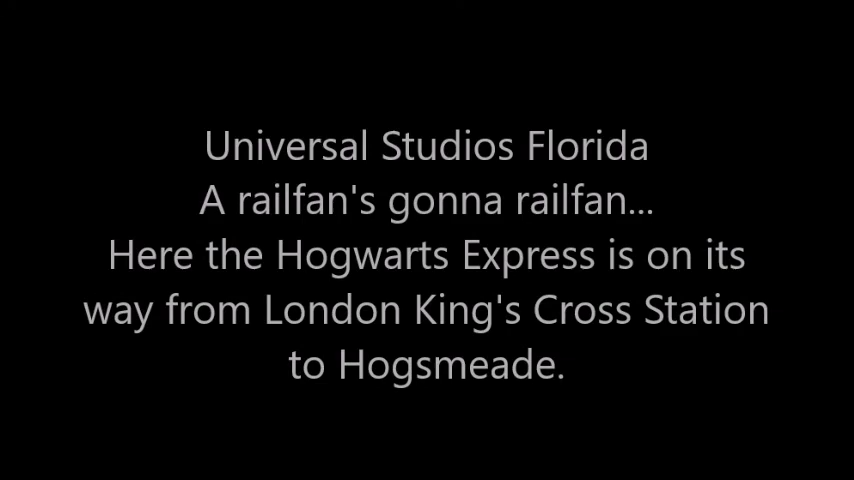 Universal Studios Florida
A railfan's gonna railfan...
Here the Hogwarts Express is on its
way from London King's Cross Station
to Hogsmeade.